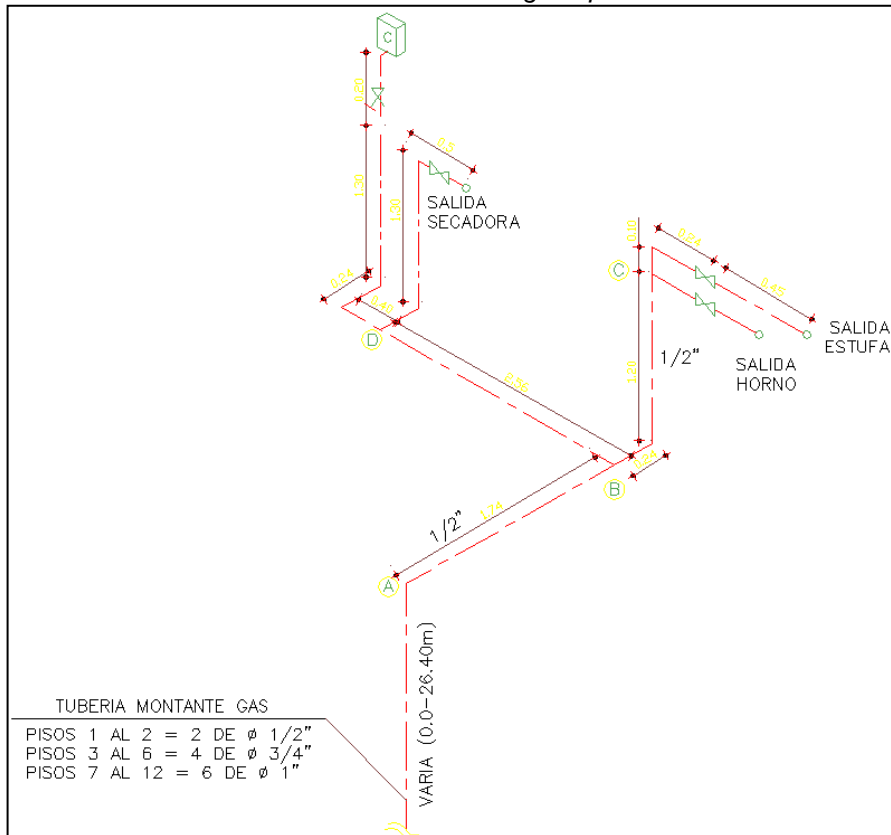 C
0.20
1.30
0.5
1.30
SALIDA
SECADORA
0.24
0.40
D
2.56
0.10
0.24
0.45
C
SALIDA
ESTUFA
SALIDA
HORNO
1/2"
1.20
0.24
B
1/2"
1.74
A
VARIA (0.0-26.40m)
TUBERIA MONTANTE GAS
PISOS 1 AL 2 = 2 DE ø 1/2"
PISOS 3 AL 6 = 4 DE ø 3/4"
PISOS 7 AL 12 = 6 DE ø 1"